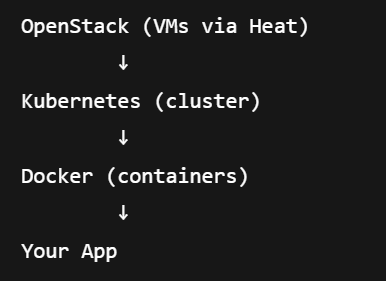 OpenStack (VMs via Heat)
↓
Kubernetes (cluster)
↓
Docker (containers)
↓
Your App